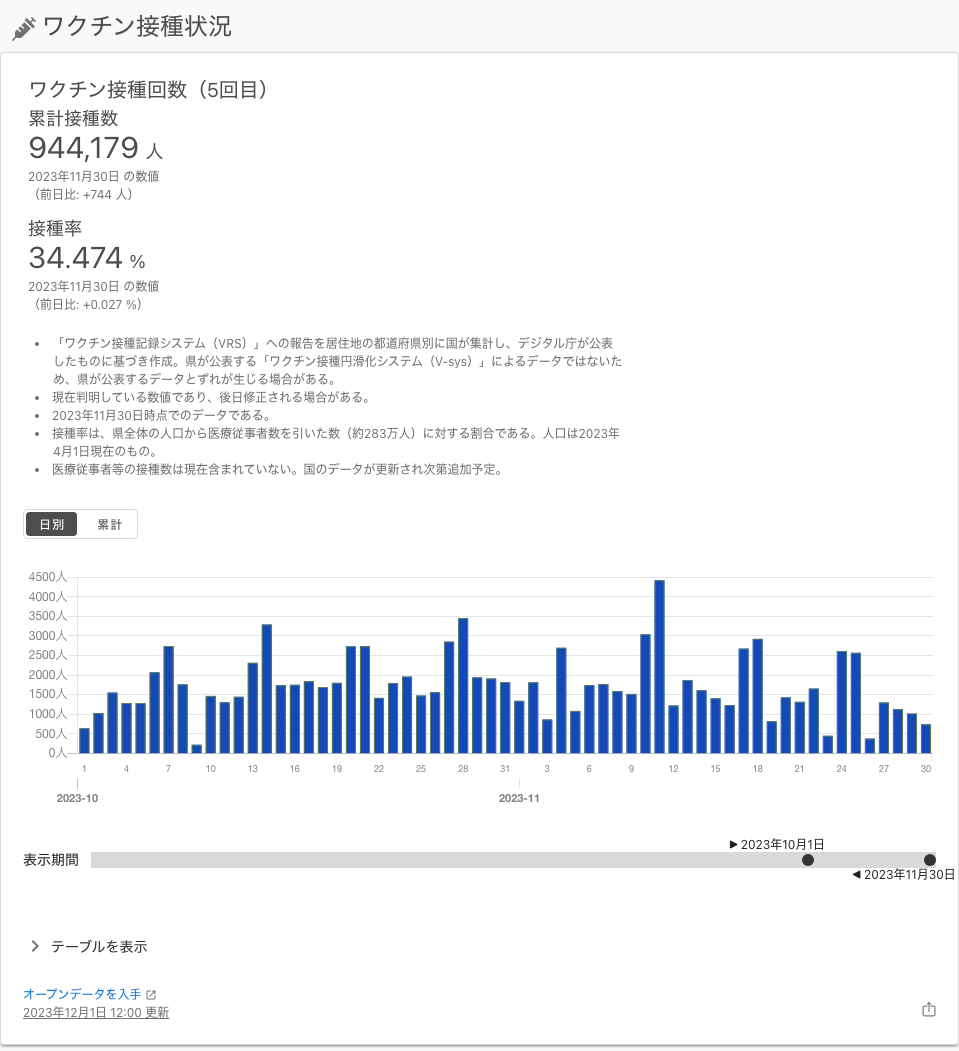 ワクチン接種状況
ワクチン接種回数（5回目）
累計接種数
944,179 人
2023年11月30日 の数値
（前日比: +744 人）
接種率
34.474 %
2023年11月30日 の数値
（前日比: +0.027 %）
• 「ワクチン接種記録システム（VRS）」への報告を居住地の都道府県別に国が集計し、デジタル庁が公表
したものに基づき作成。県が公表する「ワクチン接種円滑化システム（V-sys）」によるデータではないた
め、県が公表するデータとずれが生じる場合がある。
• 現在判明している数値であり、後日修正される場合がある。
• 2023年11月30日時点でのデータである。
• 接種率は、県全体の人口から医療従事者数を引いた数（約283万人）に対する割合である。人口は2023年
4月1日現在のもの。
• 医療従事者等の接種数は現在含まれていない。国のデータが更新され次第追加予定。
日別 累計
4500人
4000人
3500人
3000人
2500人
2000人
1500人
1000人
500人
0人
1 4 7 10 13 16 19 22 25 28 31 3 6 9 12 15 18 21 24 27 30
2023-10 2023-11
2023年10月1日
表示期間
2023年11月30日
テーブルを表示
オープンデータを入手
2023年12月1日 12:00 更新